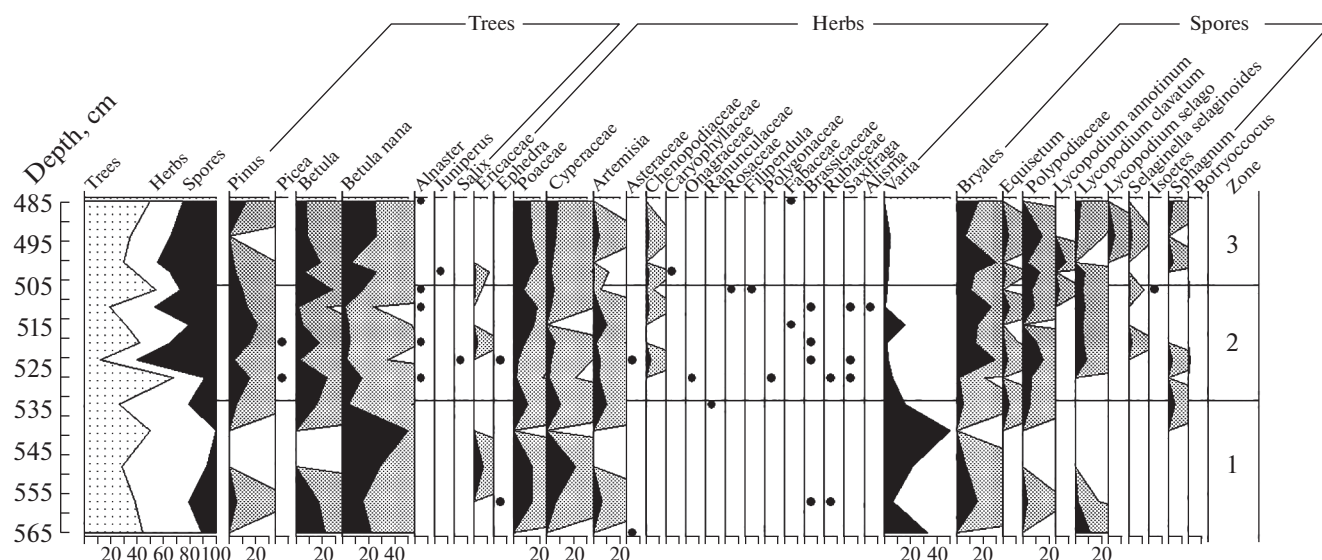 Trees Herbs Spores
Depth, cm
Trees
Herbs
Spores
Pinus
Picea
Betula
Betula nana
Alnaster
Juniperus
Salix
Ericaceae
Ephedra
Poaceae
Cyperaceae
Artemisia
Asteraceae
Chenopodiaceae
Caryophyllaceae
Onagraceae
Ranunculaceae
Rosaceae
Filipendula
Polygonaceae
Fabaceae
Brassicaceae
Rubiaceae
Saxifraga
Alisma
Varia
Bryales
Equisetum
Polypodiaceae
Lycopodium annotinum
Lycopodium clavatum
Lycopodium selago
Selaginella selaginoides
Isoetes
Sphagnum
Botryoccocus
Zone
485
495
505
515
525
535
545
555
565
3
2
1
20 40 60 80 100 20 20 20 40 20 20 20 20 40 20 20 20